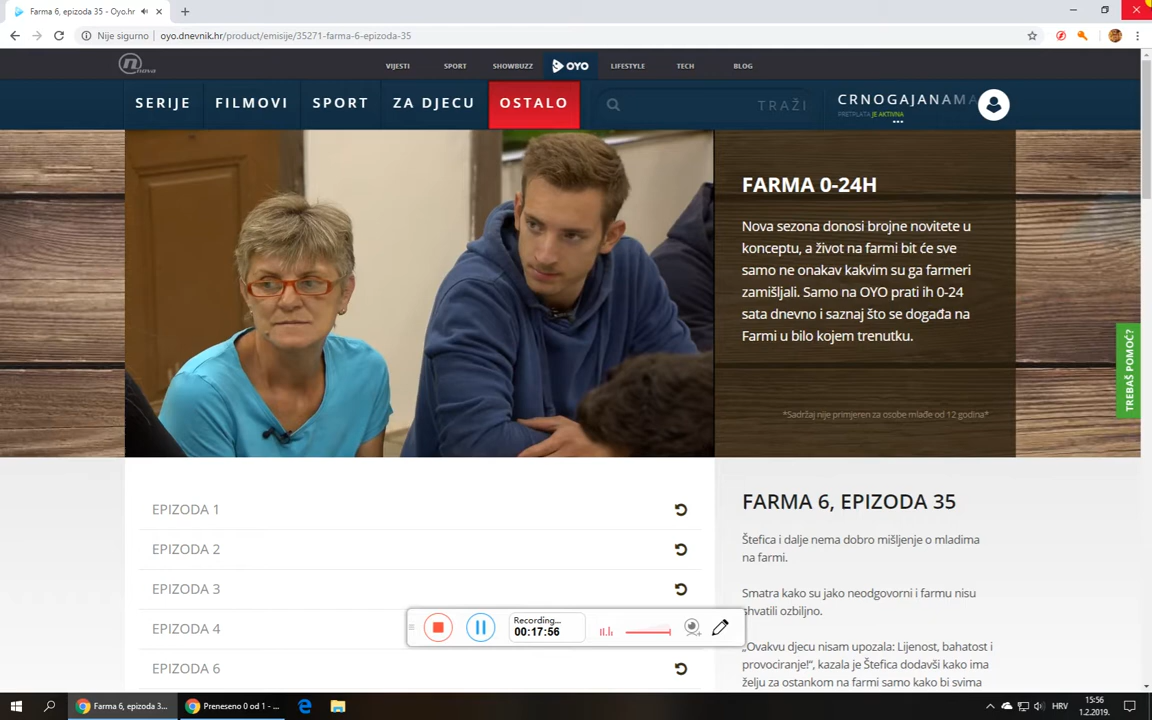 Farma 6, epizoda 35 - Oyo.hr
Nije sigurno
oyo.dnevnik.hr/product/emisije/35271-farma-6-epizoda-35
nova
VIJESTI
SPORT
SHOWBUZZ
OYO
LIFESTYLE
TECH
BLOG
SERIJE
FILMOVI
SPORT
ZA DJECU
OSTALO
TRAŽI
CRNOGAJANAMA
PRETPLATA JE AKTIVNA
FARMA 0-24H
Nova sezona donosi brojne novitete u
konceptu, a život na farmi bit će sve
samo ne onakav kakvim su ga farmeri
zamišljali. Samo na OYO prati ih 0-24
sata dnevno i saznaj što se događa na
Farmi u bilo kojem trenutku.
*Sadržaj nije primjeren za osobe mlađe od 12 godina*
TREBAŠ POMOĆ?
EPIZODA 1
EPIZODA 2
EPIZODA 3
EPIZODA 4
EPIZODA 6
FARMA 6, EPIZODA 35
Štefica i dalje nema dobro mišljenje o mladima
na farmi.
Smatra kako su jako neodgovorni i farmu nisu
shvatili ozbiljno.
„Ovakvu djecu nisam upozala: Lijenost, bahatost i
provociranje!“, kazala je Štefica dodavši kako ima
želju za ostankom na farmi samo kako bi svima
Recording...
00:17:56
Farma 6, epizoda 3...
Preneseno 0 od 1 - ...
HRV
15:56
1.2.2019.